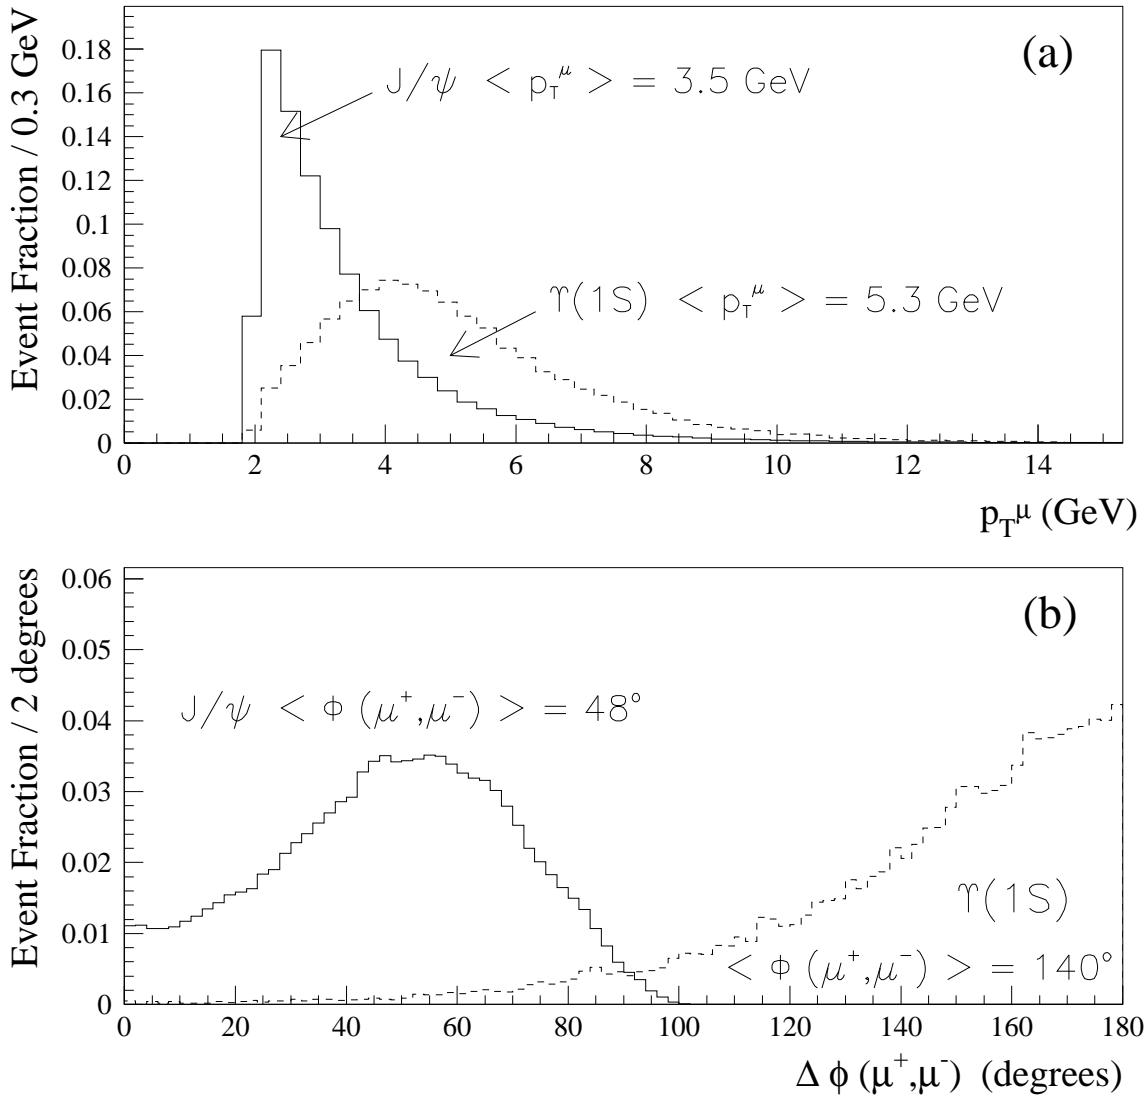 (a)
Event Fraction / 0.3 GeV
0.18
0.16
0.14
0.12
0.1
0.08
0.06
0.04
0.02
0
J/ψ < p_T^μ > = 3.5 GeV
ϒ(1S) < p_T^μ > = 5.3 GeV
0 2 4 6 8 10 12 14
p_T^μ (GeV)
(b)
Event Fraction / 2 degrees
0.06
0.05
0.04
0.03
0.02
0.01
0
J/ψ < ϕ (μ⁺,μ⁻) > = 48°
ϒ(1S)
< ϕ (μ⁺,μ⁻) > = 140°
0 20 40 60 80 100 120 140 160 180
Δ ϕ (μ⁺,μ⁻) (degrees)